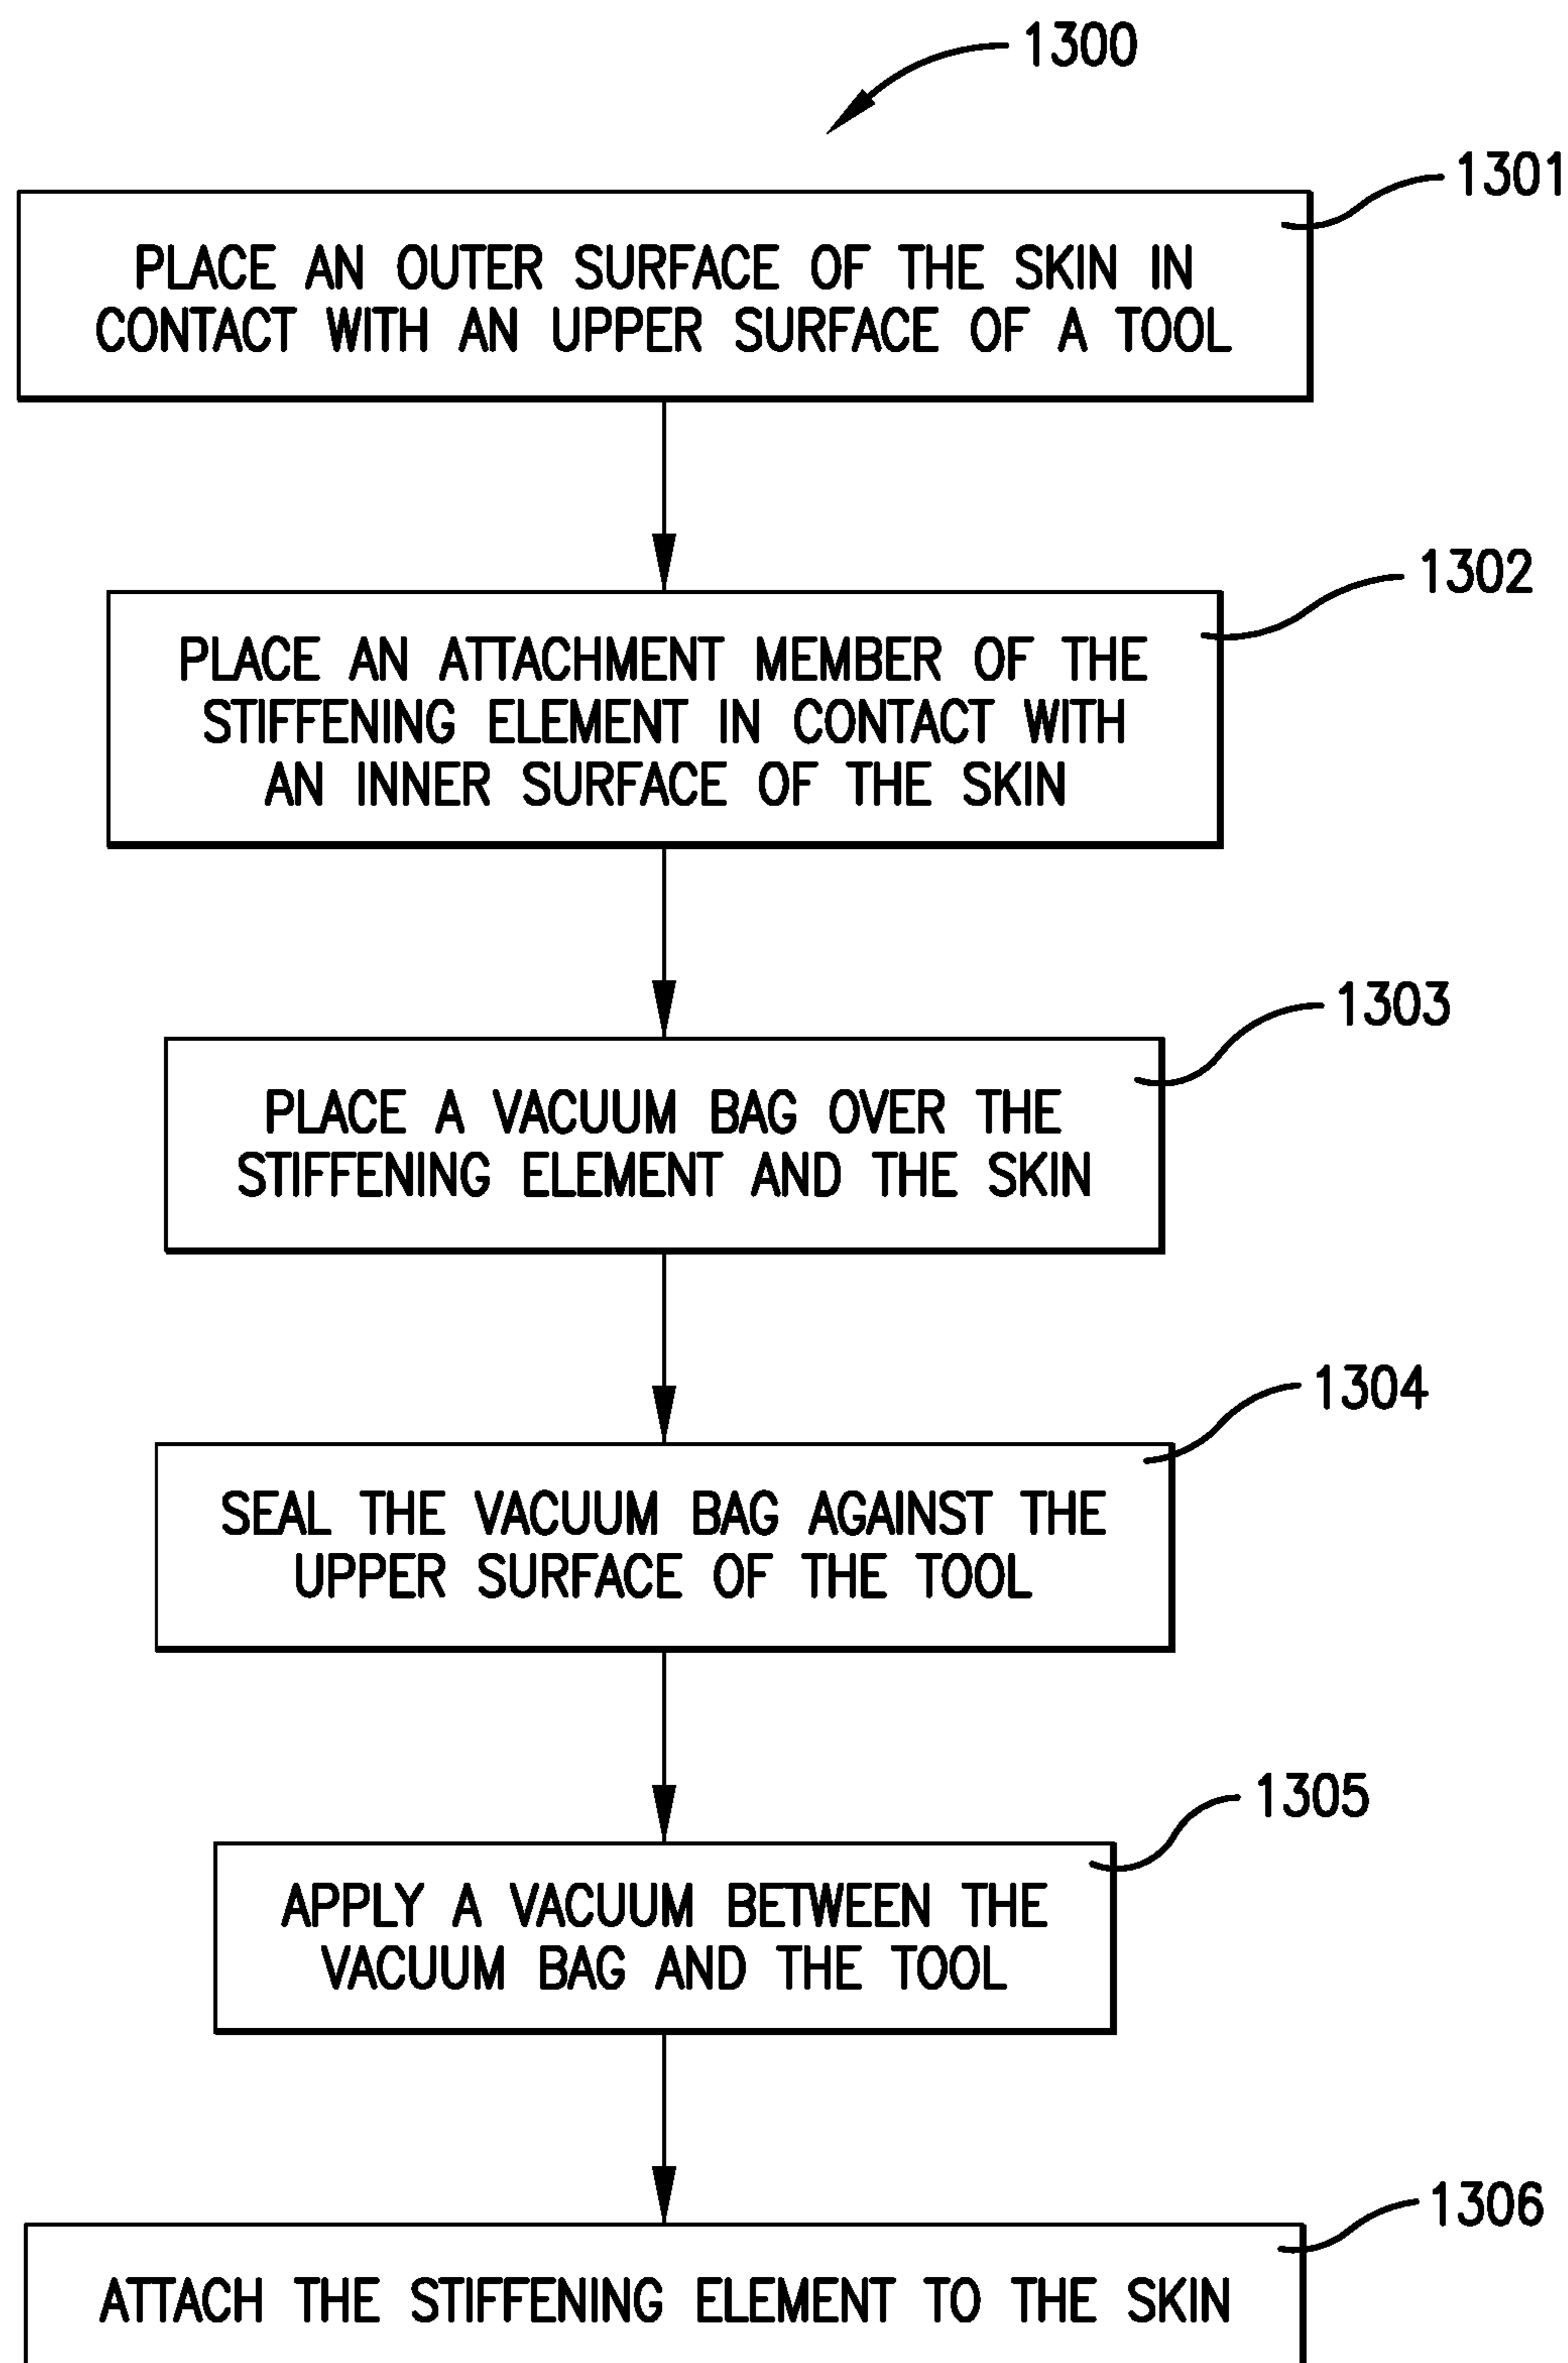 1300
1301
PLACE AN OUTER SURFACE OF THE SKIN IN
CONTACT WITH AN UPPER SURFACE OF A TOOL
1302
PLACE AN ATTACHMENT MEMBER OF THE
STIFFENING ELEMENT IN CONTACT WITH
AN INNER SURFACE OF THE SKIN
1303
PLACE A VACUUM BAG OVER THE
STIFFENING ELEMENT AND THE SKIN
1304
SEAL THE VACUUM BAG AGAINST THE
UPPER SURFACE OF THE TOOL
1305
APPLY A VACUUM BETWEEN THE
VACUUM BAG AND THE TOOL
1306
ATTACH THE STIFFENING ELEMENT TO THE SKIN